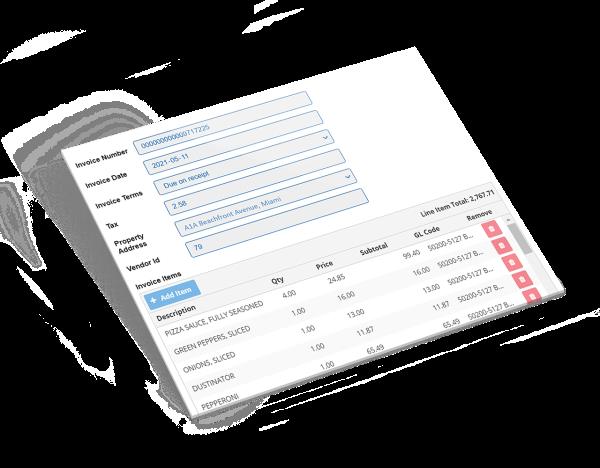 Invoice Number 000000000000717225
Invoice Date 2021-05-11
Invoice Terms Due on receipt
Tax 2.58
Property Address A1A Beachfront Avenue, Miami
Vendor Id 79
Invoice Items Line Item Total: 2,767.71
+ Add Item
Description Qty Price Subtotal GL Code Remove
PIZZA SAUCE, FULLY SEASONED 4.00 24.85 99.40 50200-5127 B...
GREEN PEPPERS, SLICED 1.00 16.00 16.00 50200-5127 B...
ONIONS, SLICED 1.00 13.00 13.00 50200-5127 B...
DUSTINATOR 1.00 11.87 11.87 50200-5127 B...
PEPPERONI 1.00 65.49 65.49 50200-5127 B...